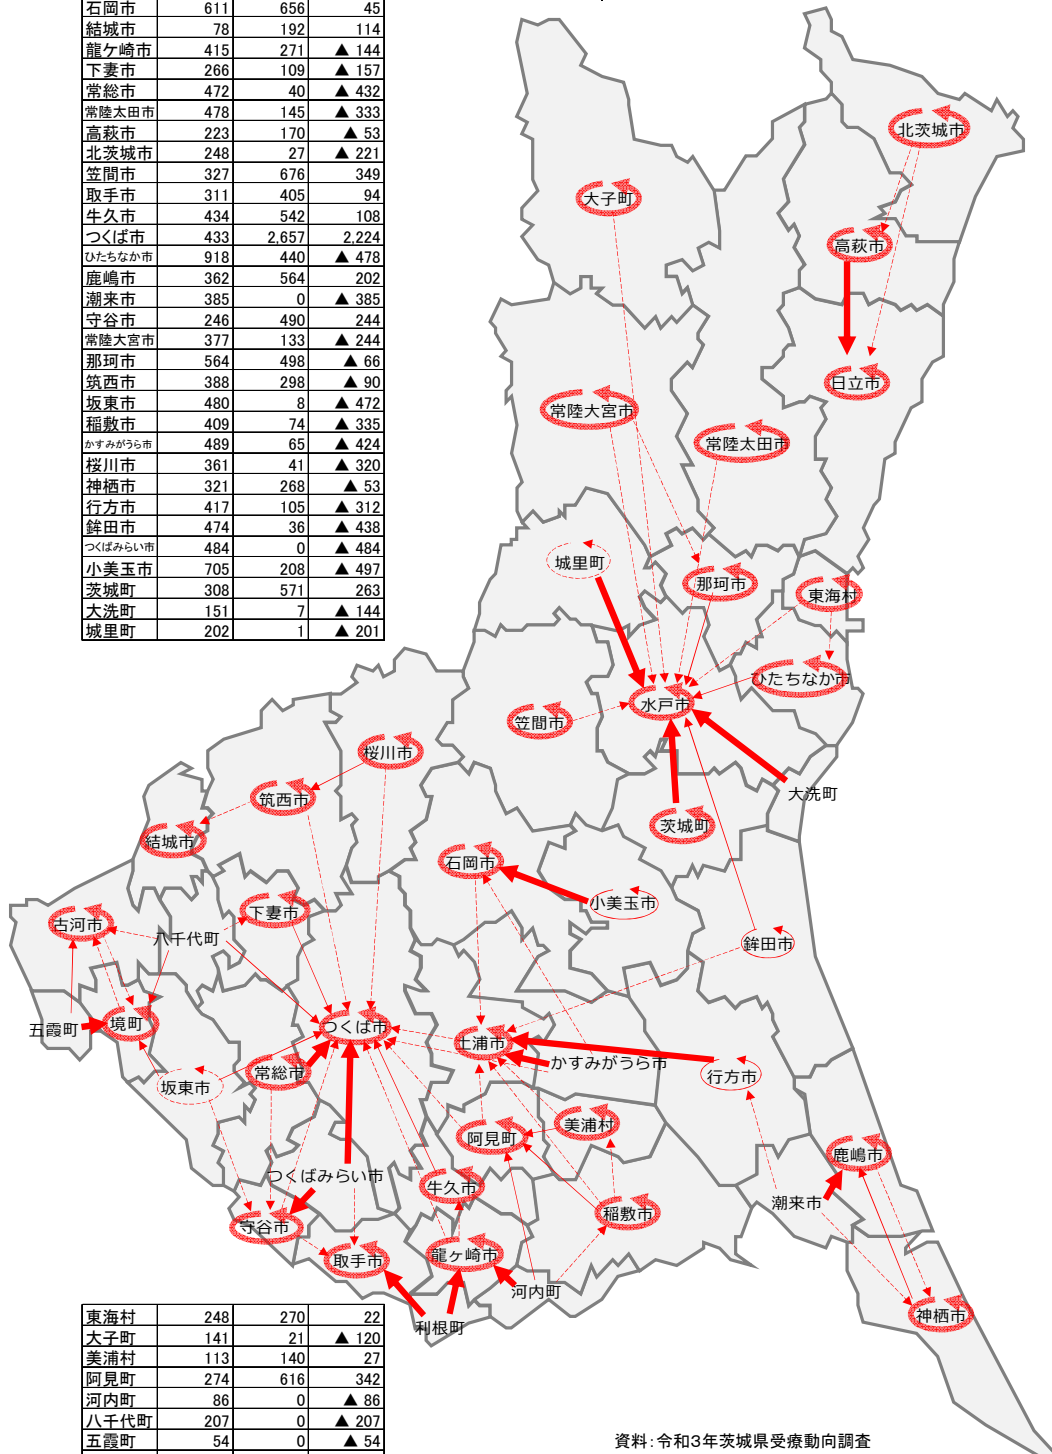 石岡市 611 656 45
結城市 78 192 114
龍ケ崎市 415 271 ▲ 144
下妻市 266 109 ▲ 157
常総市 472 40 ▲ 432
常陸太田市 478 145 ▲ 333
高萩市 223 170 ▲ 53
北茨城市 248 27 ▲ 221
笠間市 327 676 349
取手市 311 405 94
牛久市 434 542 108
つくば市 433 2,657 2,224
ひたちなか市 918 440 ▲ 478
鹿嶋市 362 564 202
潮来市 385 0 ▲ 385
守谷市 246 490 244
常陸大宮市 377 133 ▲ 244
那珂市 564 498 ▲ 66
筑西市 388 298 ▲ 90
坂東市 480 8 ▲ 472
稲敷市 409 74 ▲ 335
かすみがうら市 489 65 ▲ 424
桜川市 361 41 ▲ 320
神栖市 321 268 ▲ 53
行方市 417 105 ▲ 312
鉾田市 474 36 ▲ 438
つくばみらい市 484 0 ▲ 484
小美玉市 705 208 ▲ 497
茨城町 308 571 263
大洗町 151 7 ▲ 144
城里町 202 1 ▲ 201
北茨城市
大子町
高萩市
日立市
常陸大宮市
常陸太田市
城里町
那珂市
東海村
ひたちなか市
水戸市
笠間市
桜川市
大洗町
筑西市
茨城町
結城市
石岡市
小美玉市
下妻市
古河市
八千代町
鉾田市
五霞町
境町
つくば市
土浦市
かすみがうら市
常総市
行方市
坂東市
美浦村
阿見町
鹿嶋市
つくばみらい市
牛久市
潮来市
稲敷市
守谷市
龍ヶ崎市
取手市
河内町
利根町
神栖市
東海村 248 270 22
大子町 141 21 ▲ 120
美浦村 113 140 27
阿見町 274 616 342
河内町 86 0 ▲ 86
八千代町 207 0 ▲ 207
五霞町 54 0 ▲ 54
資料:令和3年茨城県受療動向調査